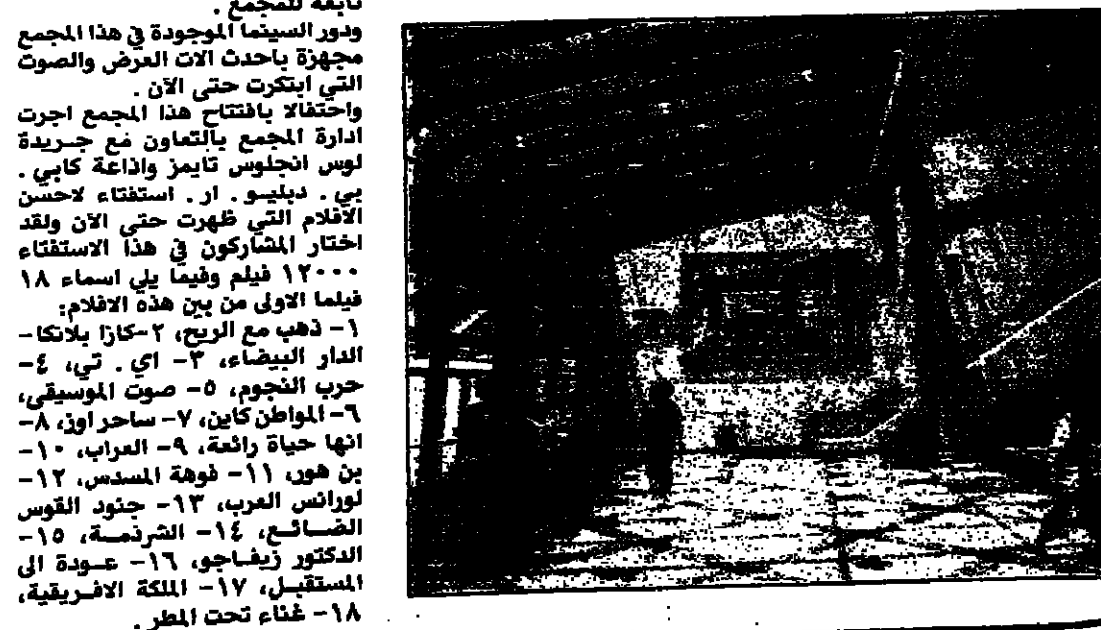 تابعة للمجمع .
ودور السينما الموجودة في هذا المجمع
مجهزة باحدث الات العرض والصوت
التي ابتكرت حتى الآن .
واحتفالا بافتتاح هذا المجمع اجرت
ادارة المجمع بالتعاون مع جريدة
لوس انجلوس تايمز واذاعة كابي .
بي . دبليو . ار . استفتاء لاحسن
الافلام التي ظهرت حتى الآن ولقد
اختار المشاركون في هذا الاستفتاء
١٢٠٠٠ فيلم وفيما يلي اسماء ١٨
فيلما الاولى من بين هذه الافلام:
١- ذهب مع الريح، ٢-كازا بلانكا-
الدار البيضاء، ٣- اي . تي، ٤-
حرب النجوم، ٥- صوت الموسيقى،
٦- المواطن كاين، ٧- ساحر اوز، ٨-
انها حياة رائعة، ٩- العراب، ١٠-
بن هور، ١١- فوهة المسدس، ١٢-
لورانس العرب، ١٣- جنود القوس
الضائع، ١٤- الشرذمة، ١٥-
الدكتور زيفاجو، ١٦- عودة الى
المستقبل، ١٧- الملكة الافريقية،
١٨- غناء تحت المطر .